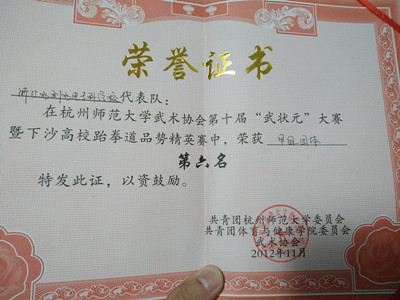 荣誉证书
代表队：
在杭州师范大学武术协会第十届“武状元”大赛
暨下沙高校跆拳道品势精英赛中，荣获 男组团体
第六名
特发此证，以资鼓励。
共青团杭州师范大学委员会
共青团体育与健康学院委员会
武术协会
2012年11月